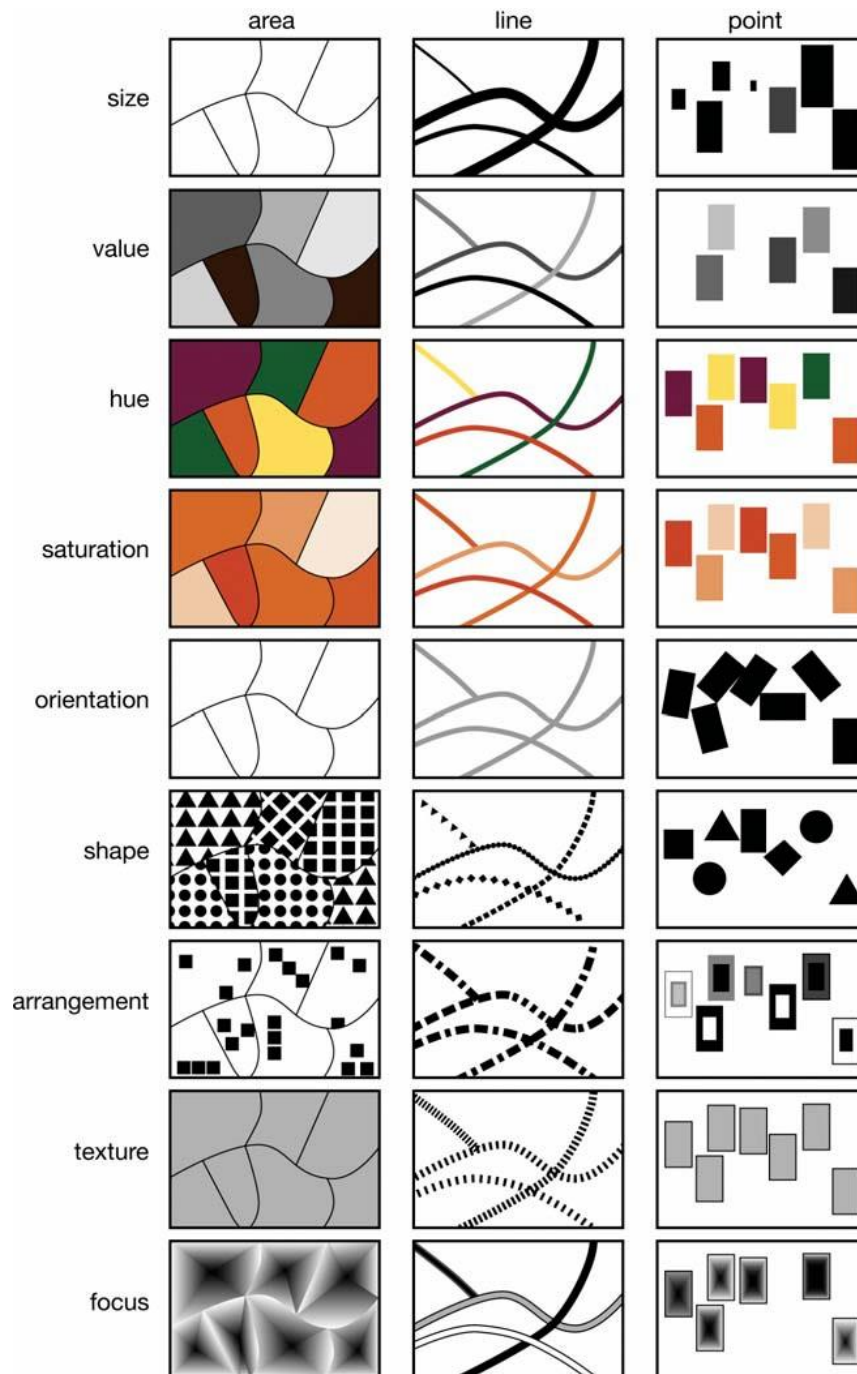 area line point
size
value
hue
saturation
orientation
shape
arrangement
texture
focus